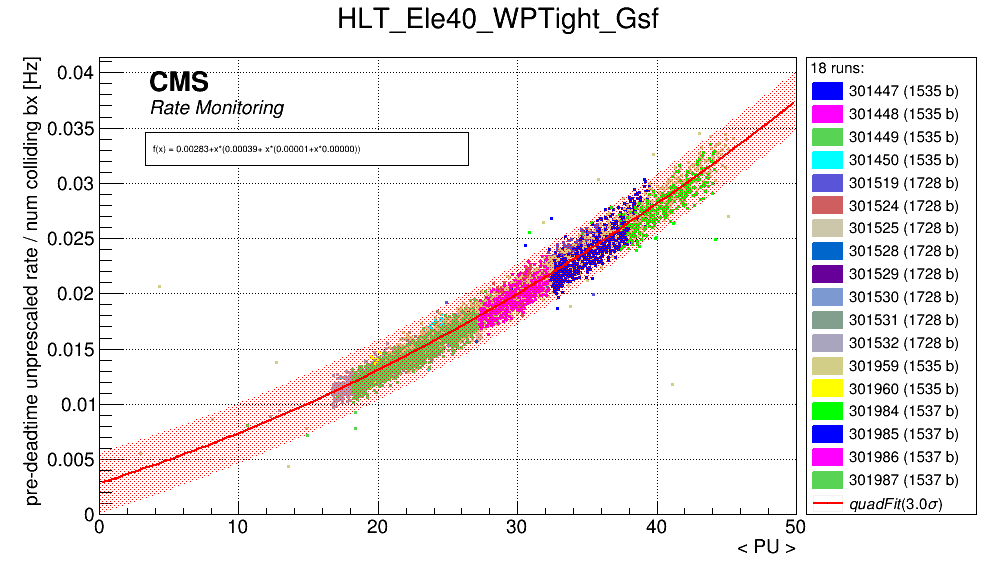 HLT_Ele40_WPTight_Gsf
pre-deadtime unprescaled rate / num colliding bx [Hz]
0.04
0.035
0.03
0.025
0.02
0.015
0.01
0.005
0
CMS
Rate Monitoring
f(x) = 0.00283+x*(0.00039+ x*(0.00001+x*0.00000))
0
10
20
30
40
50
< PU >
18 runs:
301447 (1535 b)
301448 (1535 b)
301449 (1535 b)
301450 (1535 b)
301519 (1728 b)
301524 (1728 b)
301525 (1728 b)
301528 (1728 b)
301529 (1728 b)
301530 (1728 b)
301531 (1728 b)
301532 (1728 b)
301959 (1535 b)
301960 (1535 b)
301984 (1537 b)
301985 (1537 b)
301986 (1537 b)
301987 (1537 b)
quadFit(3.0σ)